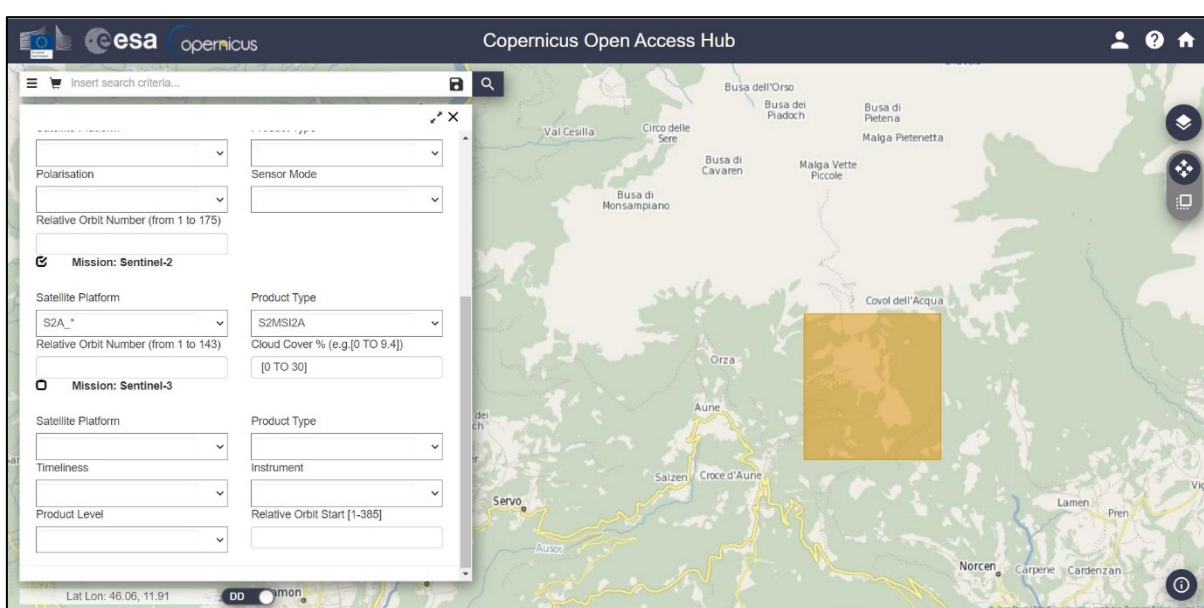 esa opernicus
Copernicus Open Access Hub
Insert search criteria...
Polarisation Sensor Mode
Relative Orbit Number (from 1 to 175)
Mission: Sentinel-2
Satellite Platform Product Type
S2A_* S2MSI2A
Relative Orbit Number (from 1 to 143) Cloud Cover % (e.g.[0 TO 9.4])
[0 TO 30]
Mission: Sentinel-3
Satellite Platform Product Type
Timeliness Instrument
Product Level Relative Orbit Start [1-385]
Lat Lon: 46.06, 11.91 DD
Busa dell'Orso
Busa dei
Piadoch
Busa di
Pietena
Malga Pietenetta
Val Cesilla
Circo delle
Sere
Busa di
Cavaren
Malga Vette
Piccole
Busa di
Monsampiano
Covol dell'Acqua
Orza
Aune
Salzen
Croce d'Aune
Servo
Ausor
Lamen
Pren
Norcen
Carpene
Cardenzan